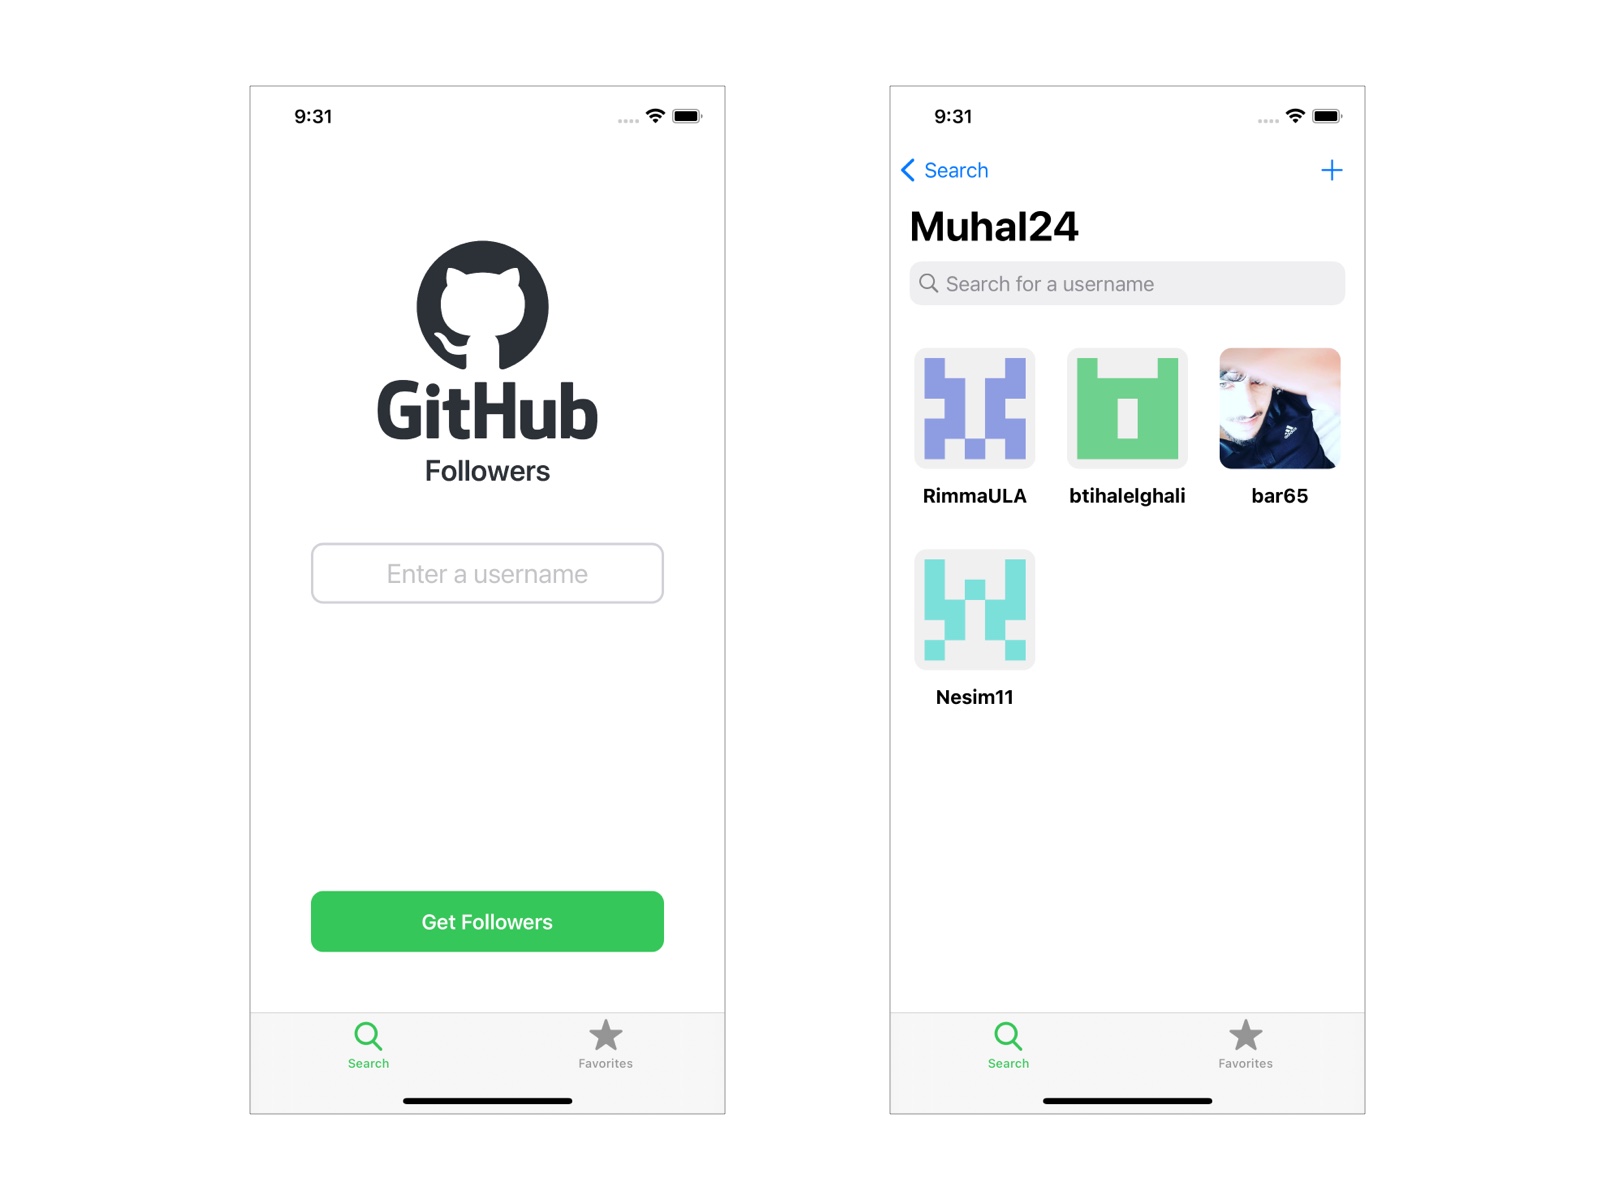 9:31
GitHub
Followers
Enter a username
Get Followers
Search
Favorites
9:31
Search
Muhal24
Search for a username
RimmaULA
btihalelghali
bar65
Nesim11
Search
Favorites